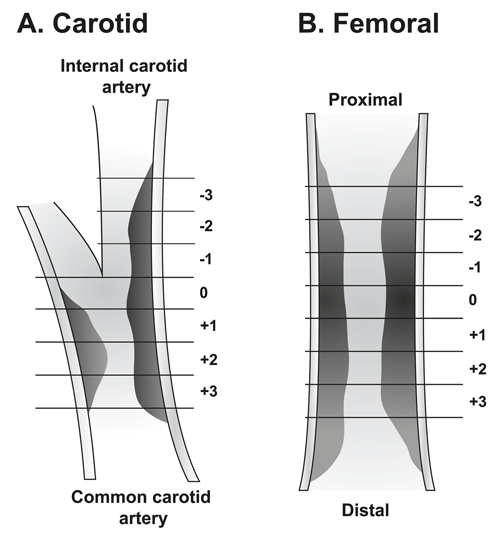 A. Carotid
Internal carotid
artery
-3
-2
-1
0
+1
+2
+3
Common carotid
artery
B. Femoral
Proximal
-3
-2
-1
0
+1
+2
+3
Distal